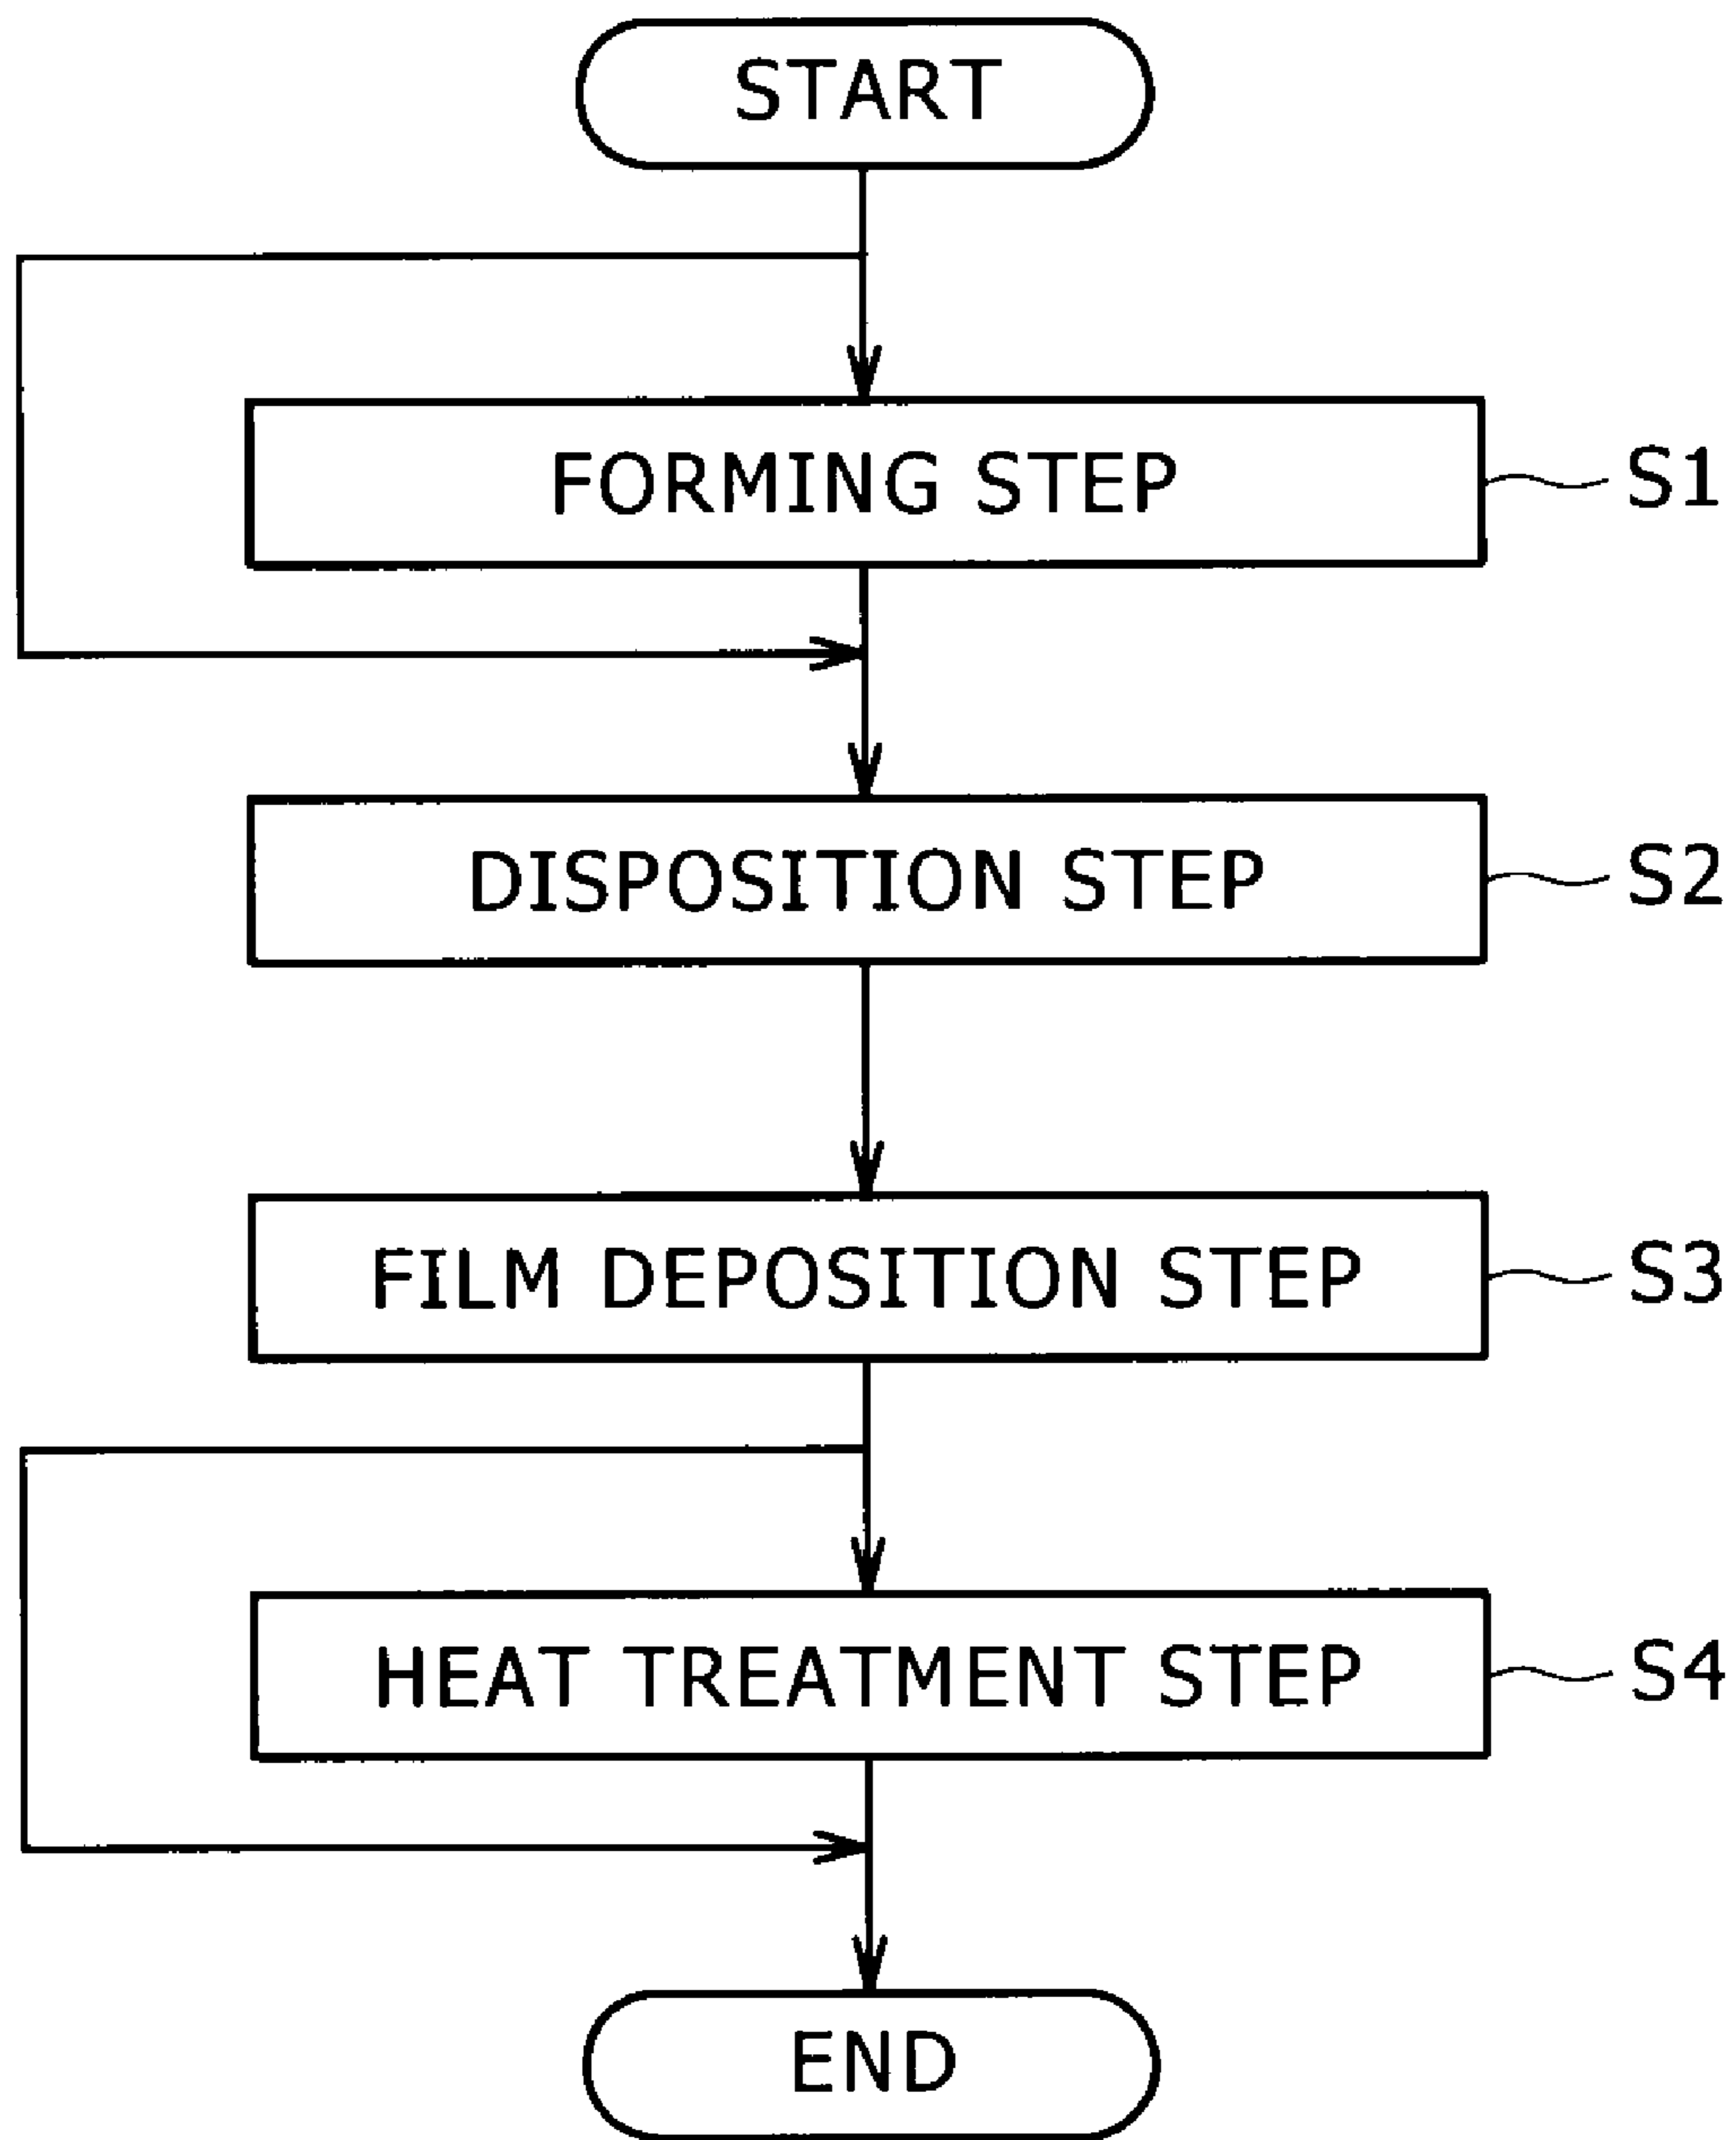 START
FORMING STEP S1
DISPOSITION STEP S2
FILM DEPOSITION STEP S3
HEAT TREATMENT STEP S4
END